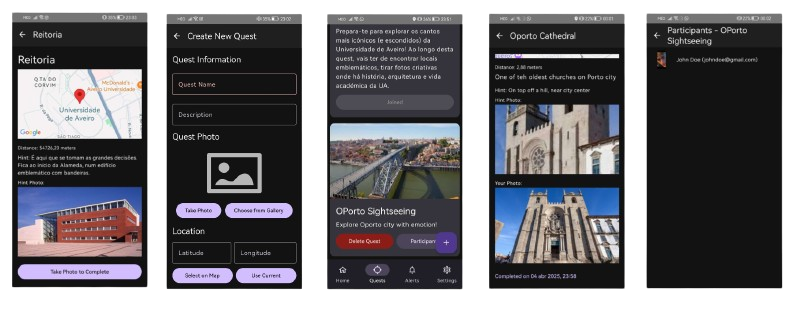 ← Reitoria
Reitoria
QTA DO
CORVIM
McDonald's -
Aveiro Universidade
Universidade
de Aveiro
Google
Distance: 54726,23 meters
Hint: É aqui que se tomam as grandes decisões.
Fica ao início da Alameda, num edifício
emblemático com bandeiras.
Hint Photo:
Take Photo to Complete
← Create New Quest
Quest Information
Quest Name
Description
Quest Photo
Take Photo
Choose from Gallery
Location
Latitude
Longitude
Select on Map
Use Current
Prepara-te para explorar os cantos
mais icónicos (e escondidos) da
Universidade de Aveiro! Ao longo desta
quest, vais ter de encontrar locais
emblemáticos, tirar fotos criativas
onde há história, arquitetura e vida
académica da UA.
Joined
OPorto Sightseeing
Explore Oporto city with emotion!
Delete Quest
Participan
+
Home
Quests
Alerts
Settings
← Oporto Cathedral
Distance: 2,98 meters
One of teh oldest churches on Porto city
Hint: On top off a hill, near city center
Hint Photo:
Your Photo:
Completed on 04 abr 2025, 23:58
← Participants - OPorto
Sightseeing
John Doe (johndoe@gmail.com)